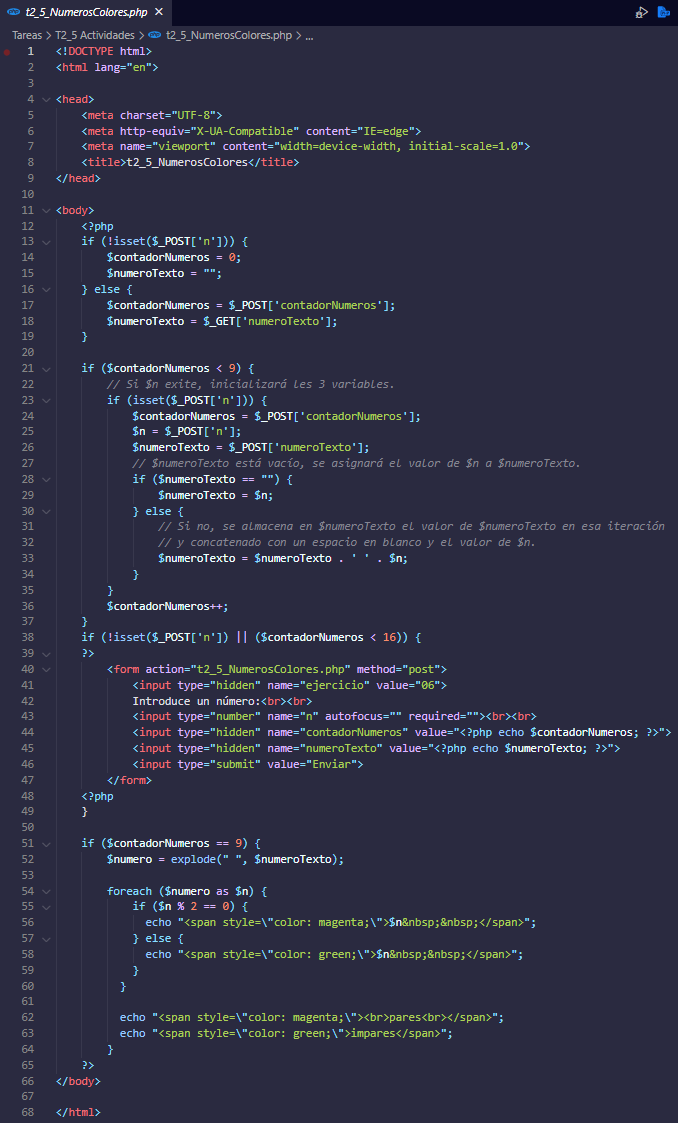 t2_5_NumerosColores.php ×
Tareas > T2_5 Actividades > t2_5_NumerosColores.php > ...
1 <!DOCTYPE html>
2 <html lang="en">
3
4 <head>
5 <meta charset="UTF-8">
6 <meta http-equiv="X-UA-Compatible" content="IE=edge">
7 <meta name="viewport" content="width=device-width, initial-scale=1.0">
8 <title>t2_5_NumerosColores</title>
9 </head>
10
11 <body>
12 <?php
13 if (!isset($_POST['n'])) {
14 $contadorNumeros = 0;
15 $numeroTexto = "";
16 } else {
17 $contadorNumeros = $_POST['contadorNumeros'];
18 $numeroTexto = $_GET['numeroTexto'];
19 }
20
21 if ($contadorNumeros < 9) {
22 // Si $n exite, inicializará les 3 variables.
23 if (isset($_POST['n'])) {
24 $contadorNumeros = $_POST['contadorNumeros'];
25 $n = $_POST['n'];
26 $numeroTexto = $_POST['numeroTexto'];
27 // $numeroTexto está vacío, se asignará el valor de $n a $numeroTexto.
28 if ($numeroTexto == "") {
29 $numeroTexto = $n;
30 } else {
31 // Si no, se almacena en $numeroTexto el valor de $numeroTexto en esa iteración
32 // y concatenado con un espacio en blanco y el valor de $n.
33 $numeroTexto = $numeroTexto . ' ' . $n;
34 }
35 }
36 $contadorNumeros++;
37 }
38 if (!isset($_POST['n']) || ($contadorNumeros < 16)) {
39 ?>
40 <form action="t2_5_NumerosColores.php" method="post">
41 <input type="hidden" name="ejercicio" value="06">
42 Introduce un número:<br><br>
43 <input type="number" name="n" autofocus="" required=""><br><br>
44 <input type="hidden" name="contadorNumeros" value="<?php echo $contadorNumeros; ?>">
45 <input type="hidden" name="numeroTexto" value="<?php echo $numeroTexto; ?>">
46 <input type="submit" value="Enviar">
47 </form>
48 <?php
49 }
50
51 if ($contadorNumeros == 9) {
52 $numero = explode(" ", $numeroTexto);
53
54 foreach ($numero as $n) {
55 if ($n % 2 == 0) {
56 echo "<span style=\"color: magenta;\">$n&nbsp;&nbsp;</span>";
57 } else {
58 echo "<span style=\"color: green;\">$n&nbsp;&nbsp;</span>";
59 }
60 }
61
62 echo "<span style=\"color: magenta;\"><br>pares<br></span>";
63 echo "<span style=\"color: green;\">impares</span>";
64 }
65 ?>
66 </body>
67
68 </html>